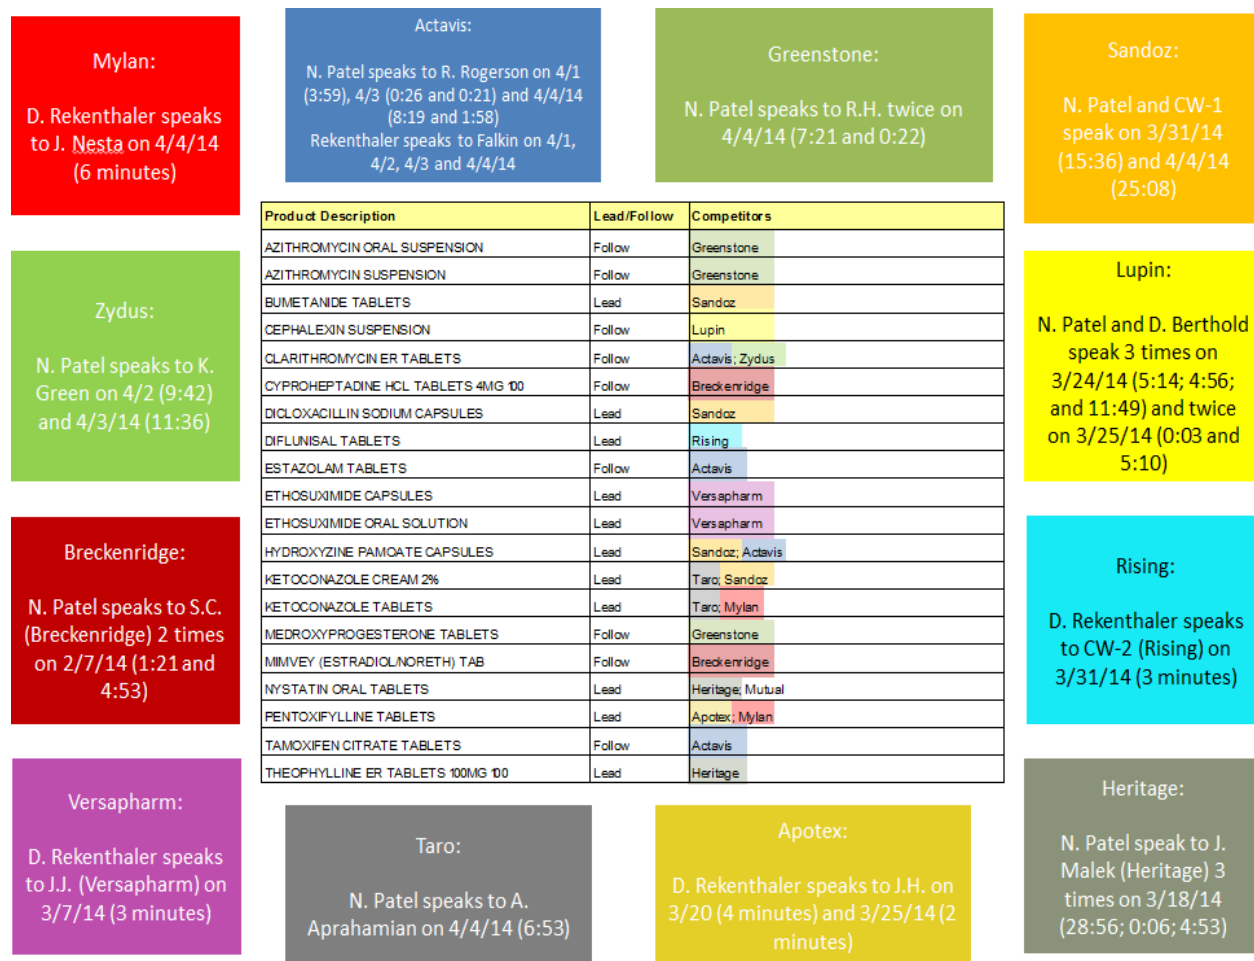 Mylan:
D. Rekenthaler speaks
to J. Nesta on 4/4/14
(6 minutes)
Actavis:
N. Patel speaks to R. Rogerson on 4/1
(3:59), 4/3 (0:26 and 0:21) and 4/4/14
(8:19 and 1:58)
Rekenthaler speaks to Falkin on 4/1,
4/2, 4/3 and 4/4/14
Greenstone:
N. Patel speaks to R.H. twice on
4/4/14 (7:21 and 0:22)
Sandoz:
N. Patel and CW-1
speak on 3/31/14
(15:36) and 4/4/14
(25:08)
Zydus:
N. Patel speaks to K.
Green on 4/2 (9:42)
and 4/3/14 (11:36)
Breckenridge:
N. Patel speaks to S.C.
(Breckenridge) 2 times
on 2/7/14 (1:21 and
4:53)
Versapharm:
D. Rekenthaler speaks
to J.J. (Versapharm) on
3/7/14 (3 minutes)
Product Description Lead/Follow Competitors
AZITHROMYCIN ORAL SUSPENSION Follow Greenstone
AZITHROMYCIN SUSPENSION Follow Greenstone
BUMETANIDE TABLETS Lead Sandoz
CEPHALEXIN SUSPENSION Follow Lupin
CLARITHROMYCIN ER TABLETS Follow Actavis; Zydus
CYPROHEPTADINE HCL TABLETS 4MG 100 Follow Breckenridge
DICLOXACILLIN SODIUM CAPSULES Lead Sandoz
DIFLUNISAL TABLETS Lead Rising
ESTAZOLAM TABLETS Follow Actavis
ETHOSUXIMIDE CAPSULES Lead Versapharm
ETHOSUXIMIDE ORAL SOLUTION Lead Versapharm
HYDROXYZINE PAMOATE CAPSULES Lead Sandoz; Actavis
KETOCONAZOLE CREAM 2% Lead Taro; Sandoz
KETOCONAZOLE TABLETS Lead Taro; Mylan
MEDROXYPROGESTERONE TABLETS Follow Greenstone
MIMVEY (ESTRADIOL/NORETH) TAB Follow Breckenridge
NYSTATIN ORAL TABLETS Lead Heritage; Mutual
PENTOXIFYLLINE TABLETS Lead Apotex; Mylan
TAMOXIFEN CITRATE TABLETS Follow Actavis
THEOPHYLLINE ER TABLETS 100MG 100 Lead Heritage
Lupin:
N. Patel and D. Berthold
speak 3 times on
3/24/14 (5:14; 4:56;
and 11:49) and twice
on 3/25/14 (0:03 and
5:10)
Rising:
D. Rekenthaler speaks
to CW-2 (Rising) on
3/31/14 (3 minutes)
Taro:
N. Patel speaks to A.
Aprahamian on 4/4/14 (6:53)
Apotex:
D. Rekenthaler speaks to J.H. on
3/20 (4 minutes) and 3/25/14 (2
minutes)
Heritage:
N. Patel speak to J.
Malek (Heritage) 3
times on 3/18/14
(28:56; 0:06; 4:53)